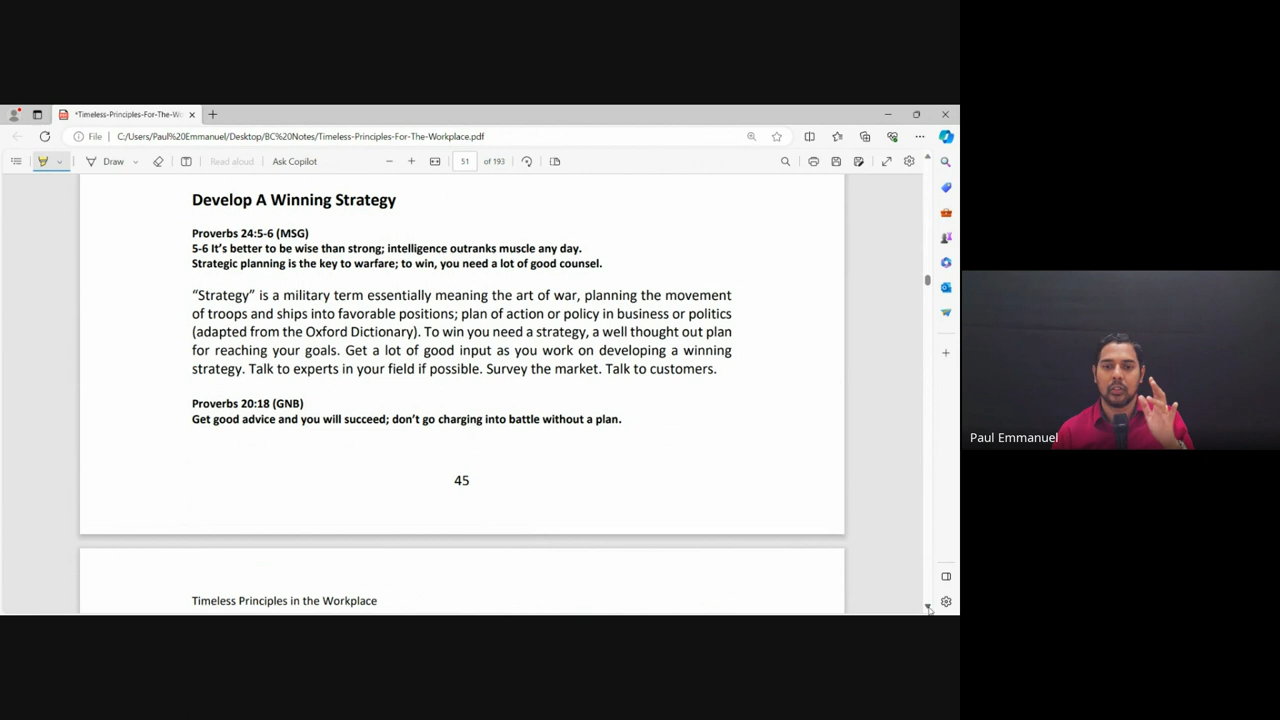 *Timeless-Principles-For-The-Wo
File C:/Users/Paul%20Emmanuel/Desktop/BC%20Notes/Timeless-Principles-For-The-Workplace.pdf
Draw Read aloud Ask Copilot 51 of 193
Develop A Winning Strategy
Proverbs 24:5-6 (MSG)
5-6 It's better to be wise than strong; intelligence outranks muscle any day.
Strategic planning is the key to warfare; to win, you need a lot of good counsel.
“Strategy” is a military term essentially meaning the art of war, planning the movement
of troops and ships into favorable positions; plan of action or policy in business or politics
(adapted from the Oxford Dictionary). To win you need a strategy, a well thought out plan
for reaching your goals. Get a lot of good input as you work on developing a winning
strategy. Talk to experts in your field if possible. Survey the market. Talk to customers.
Proverbs 20:18 (GNB)
Get good advice and you will succeed; don't go charging into battle without a plan.
45
Timeless Principles in the Workplace
Paul Emmanuel